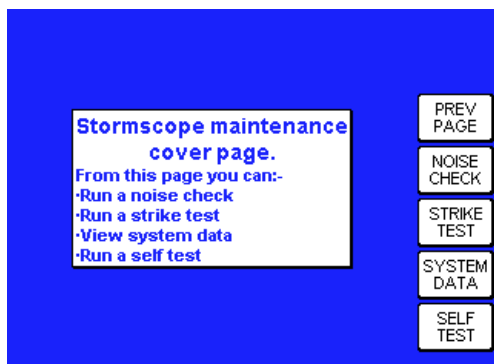 Stormscope maintenance
cover page.
From this page you can:-
·Run a noise check
·Run a strike test
·View system data
·Run a self test
PREV
PAGE
NOISE
CHECK
STRIKE
TEST
SYSTEM
DATA
SELF
TEST